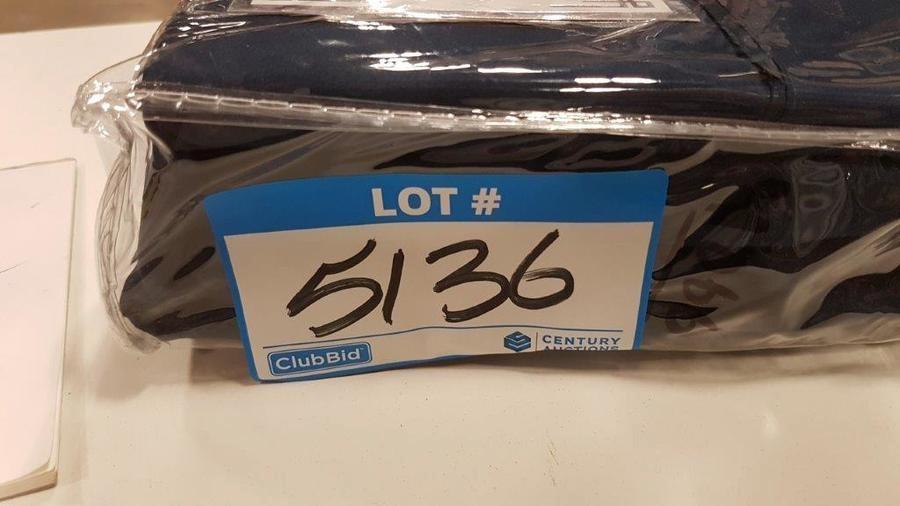 LOT #
5136
ClubBid
CENTURY
AUCTIONS